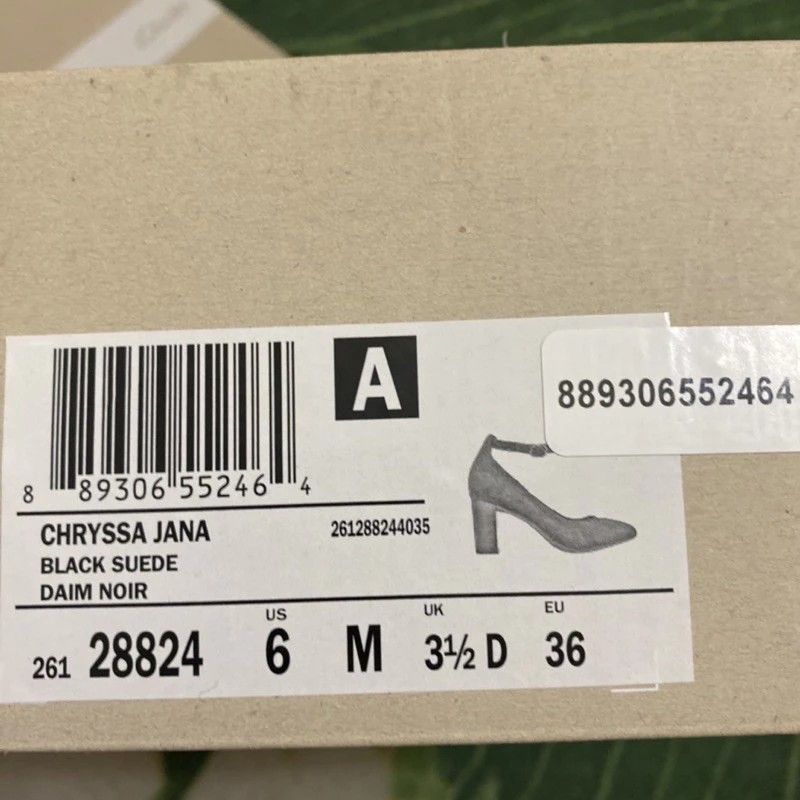 Clarks
A
889306552464
8 89306 55246 4
CHRYSSA JANA 261288244035
BLACK SUEDE
DAIM NOIR
US UK EU
261 28824 6 M 3½ D 36